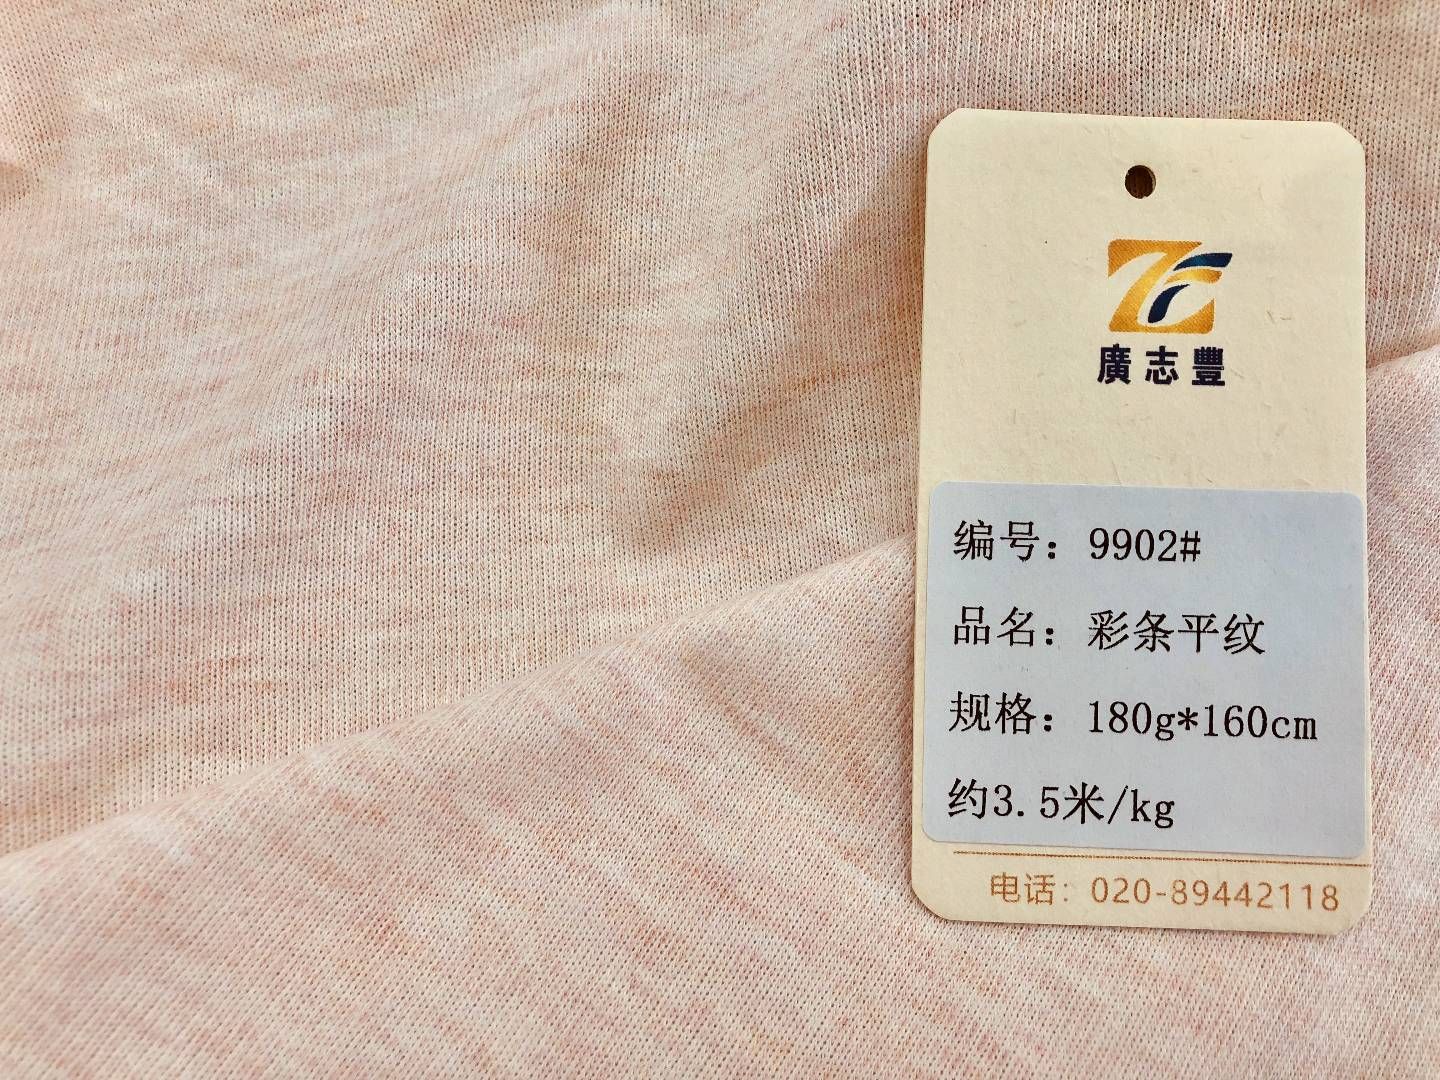 廣志豐
编号：9902#
品名：彩条平纹
规格：180g*160cm
约3.5米/kg
电话：020-89442118